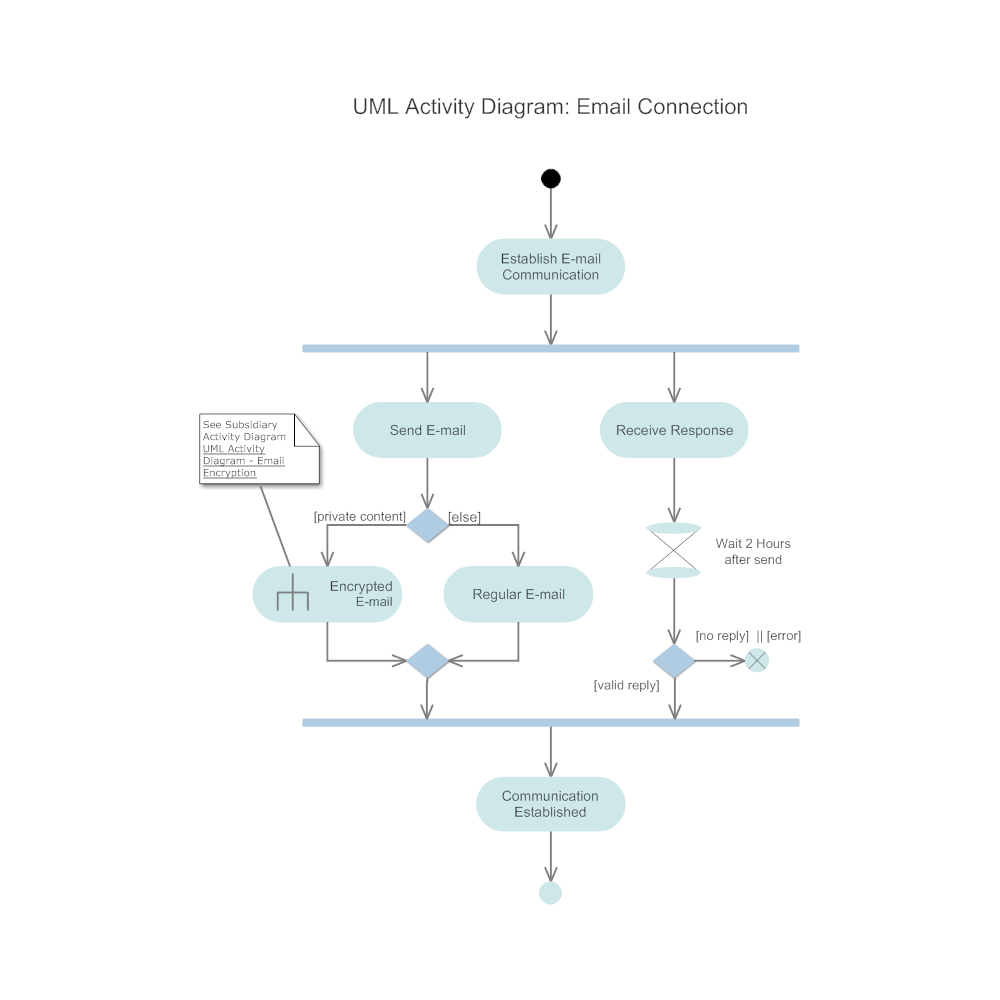 UML Activity Diagram: Email Connection
Establish E-mail
Communication
See Subsidiary
Activity Diagram
UML Activity
Diagram - Email
Encryption
Send E-mail
Receive Response
[private content]
[else]
Wait 2 Hours
after send
Encrypted
E-mail
Regular E-mail
[no reply] || [error]
[valid reply]
Communication
Established